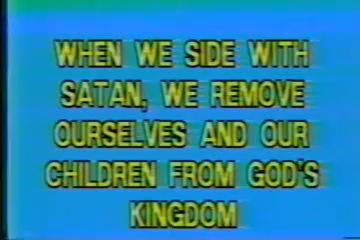 WHEN WE SIDE WITH
SATAN, WE REMOVE
OURSELVES AND OUR
CHILDREN FROM GOD'S
KINGDOM